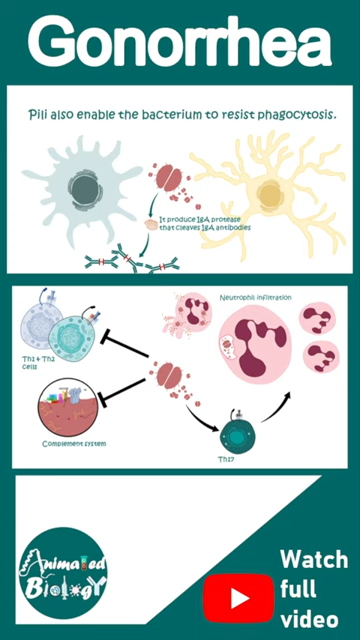 Gonorrhea
Pili also enable the bacterium to resist phagocytosis.
It produce IgA protease
that cleaves IgA antibodies
Neutrophil infiltration
Th1 & Th2
cells
Complement system
Th17
Animated
Biology
Watch
full
video